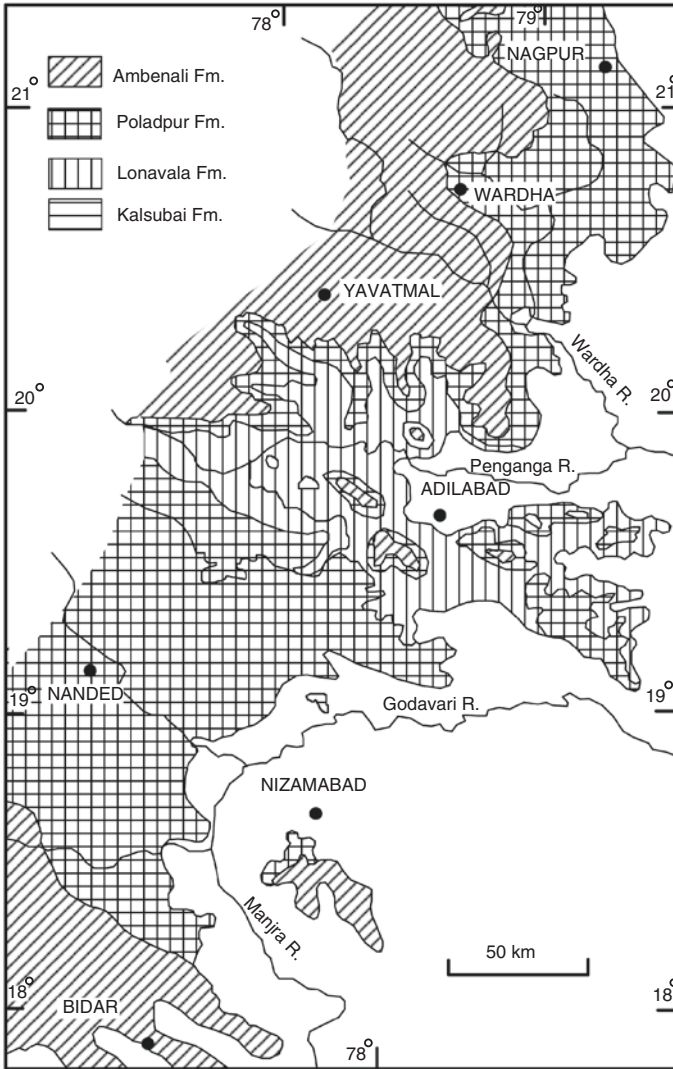 78°
79°
NAGPUR
21°
21°
Ambenali Fm.
Poladpur Fm.
Lonavala Fm.
Kalsubai Fm.
WARDHA
YAVATMAL
Wardha R.
20°
20°
Penganga R.
ADILABAD
NANDED
19°
19°
Godavari R.
NIZAMABAD
Manjra R.
50 km
18°
18°
BIDAR
78°